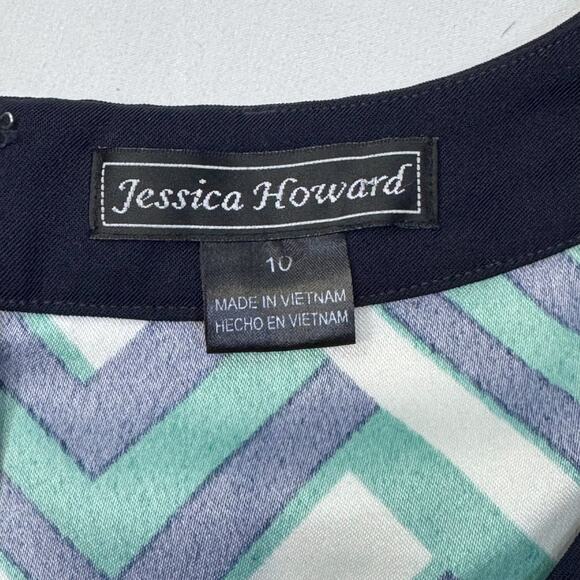 Jessica Howard
10
MADE IN VIETNAM
HECHO EN VIETNAM